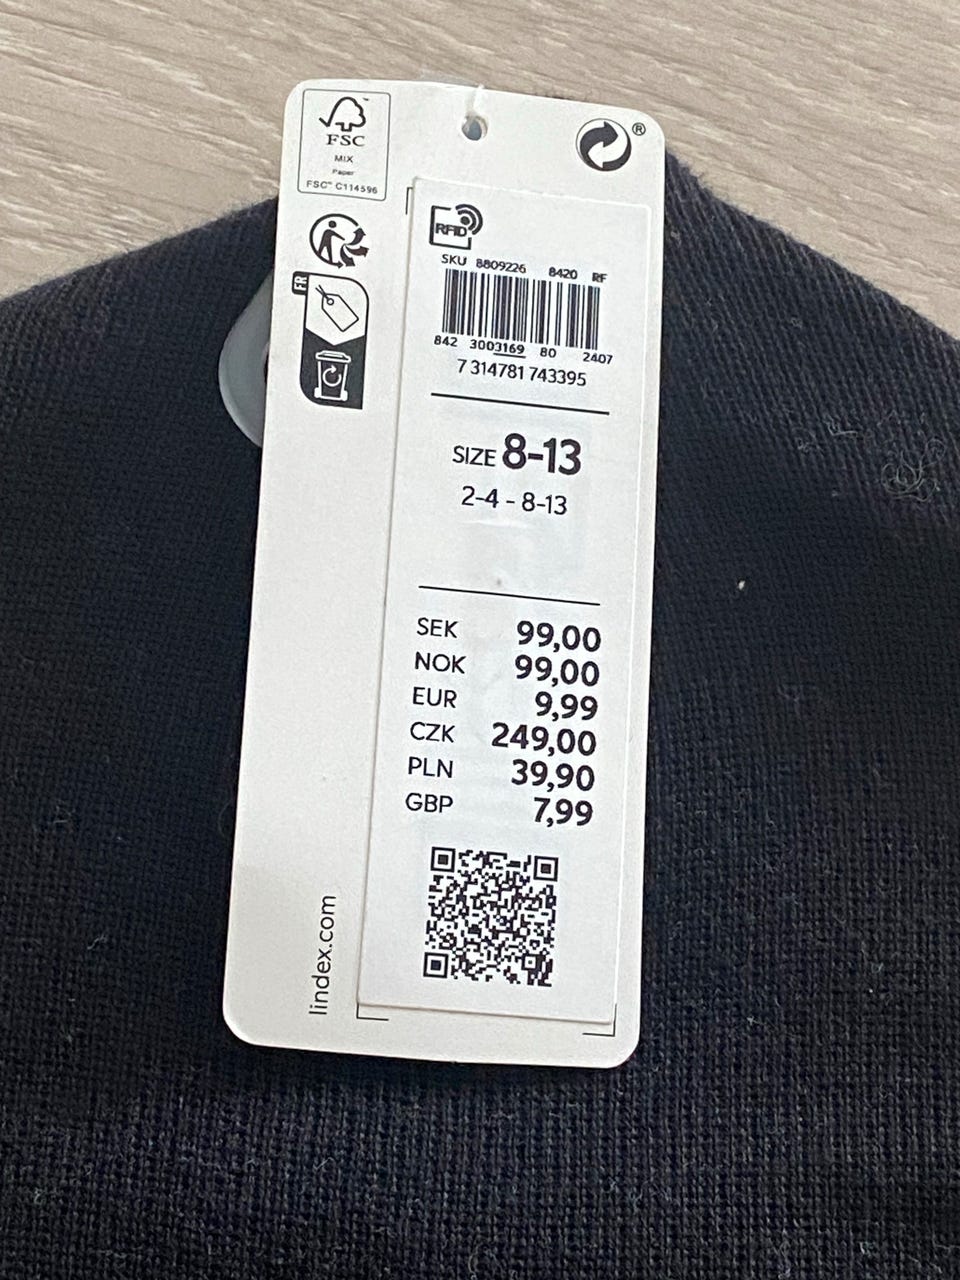 FSC™
MIX
Paper
FSC™ C114596
®
RFID
FR
SKU 8809226 8420 RF
842 3003169 80 2407
7 314781 743395
SIZE 8-13
2-4 - 8-13
SEK 99,00
NOK 99,00
EUR 9,99
CZK 249,00
PLN 39,90
GBP 7,99
lindex.com